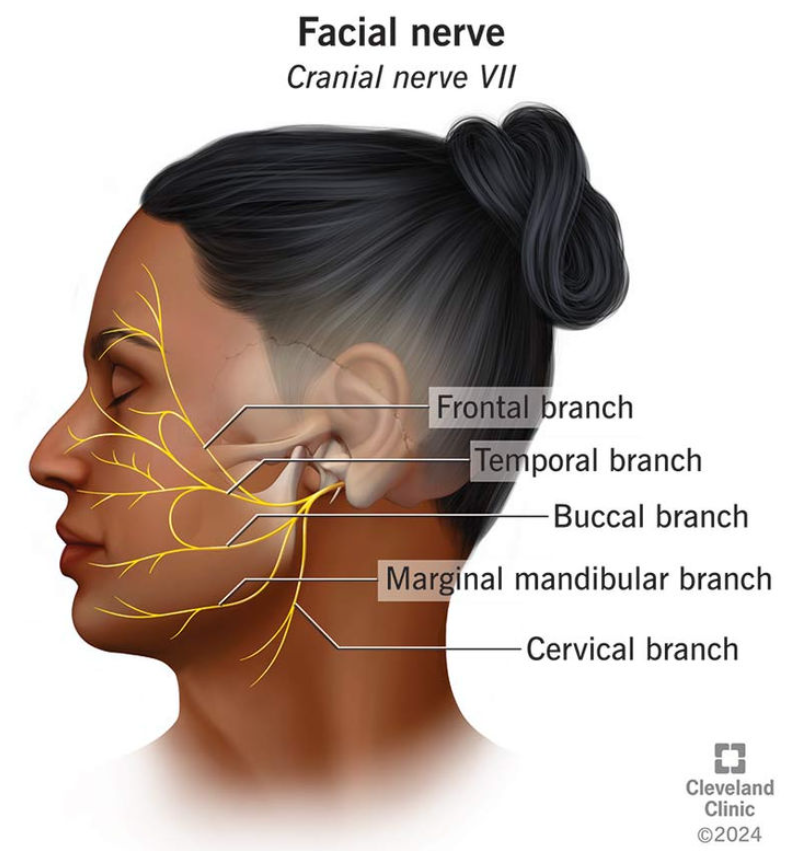 Facial nerve
Cranial nerve VII
Frontal branch
Temporal branch
Buccal branch
Marginal mandibular branch
Cervical branch
Cleveland
Clinic
©2024